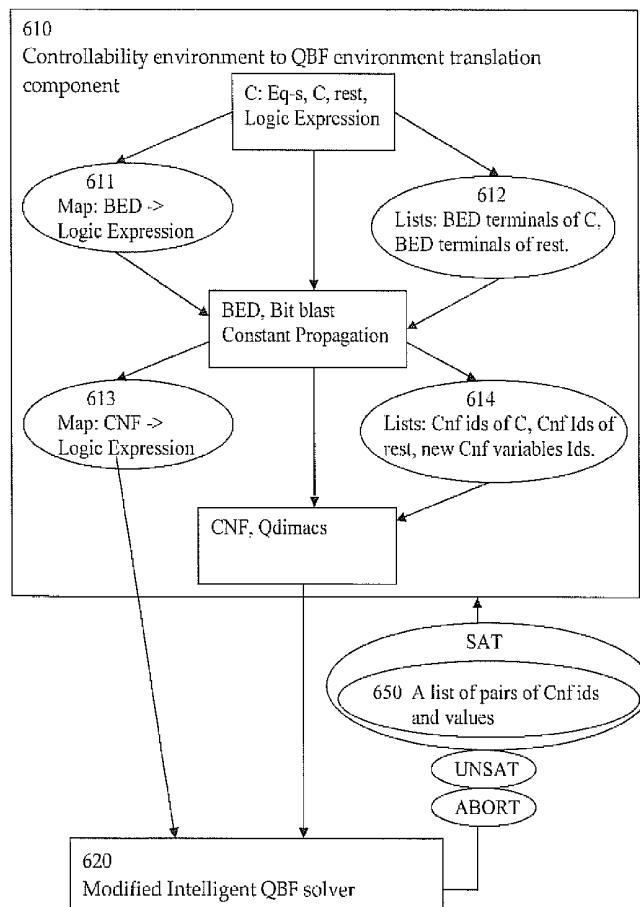 610
Controllability environment to QBF environment translation
component
C: Eq-s, C, rest,
Logic Expression
611
Map: BED ->
Logic Expression
612
Lists: BED terminals of C,
BED terminals of rest.
BED, Bit blast
Constant Propagation
613
Map: CNF ->
Logic Expression
614
Lists: Cnf ids of C, Cnf Ids of
rest, new Cnf variables Ids.
CNF, Qdimacs
SAT
650 A list of pairs of Cnf ids
and values
UNSAT
ABORT
620
Modified Intelligent QBF solver